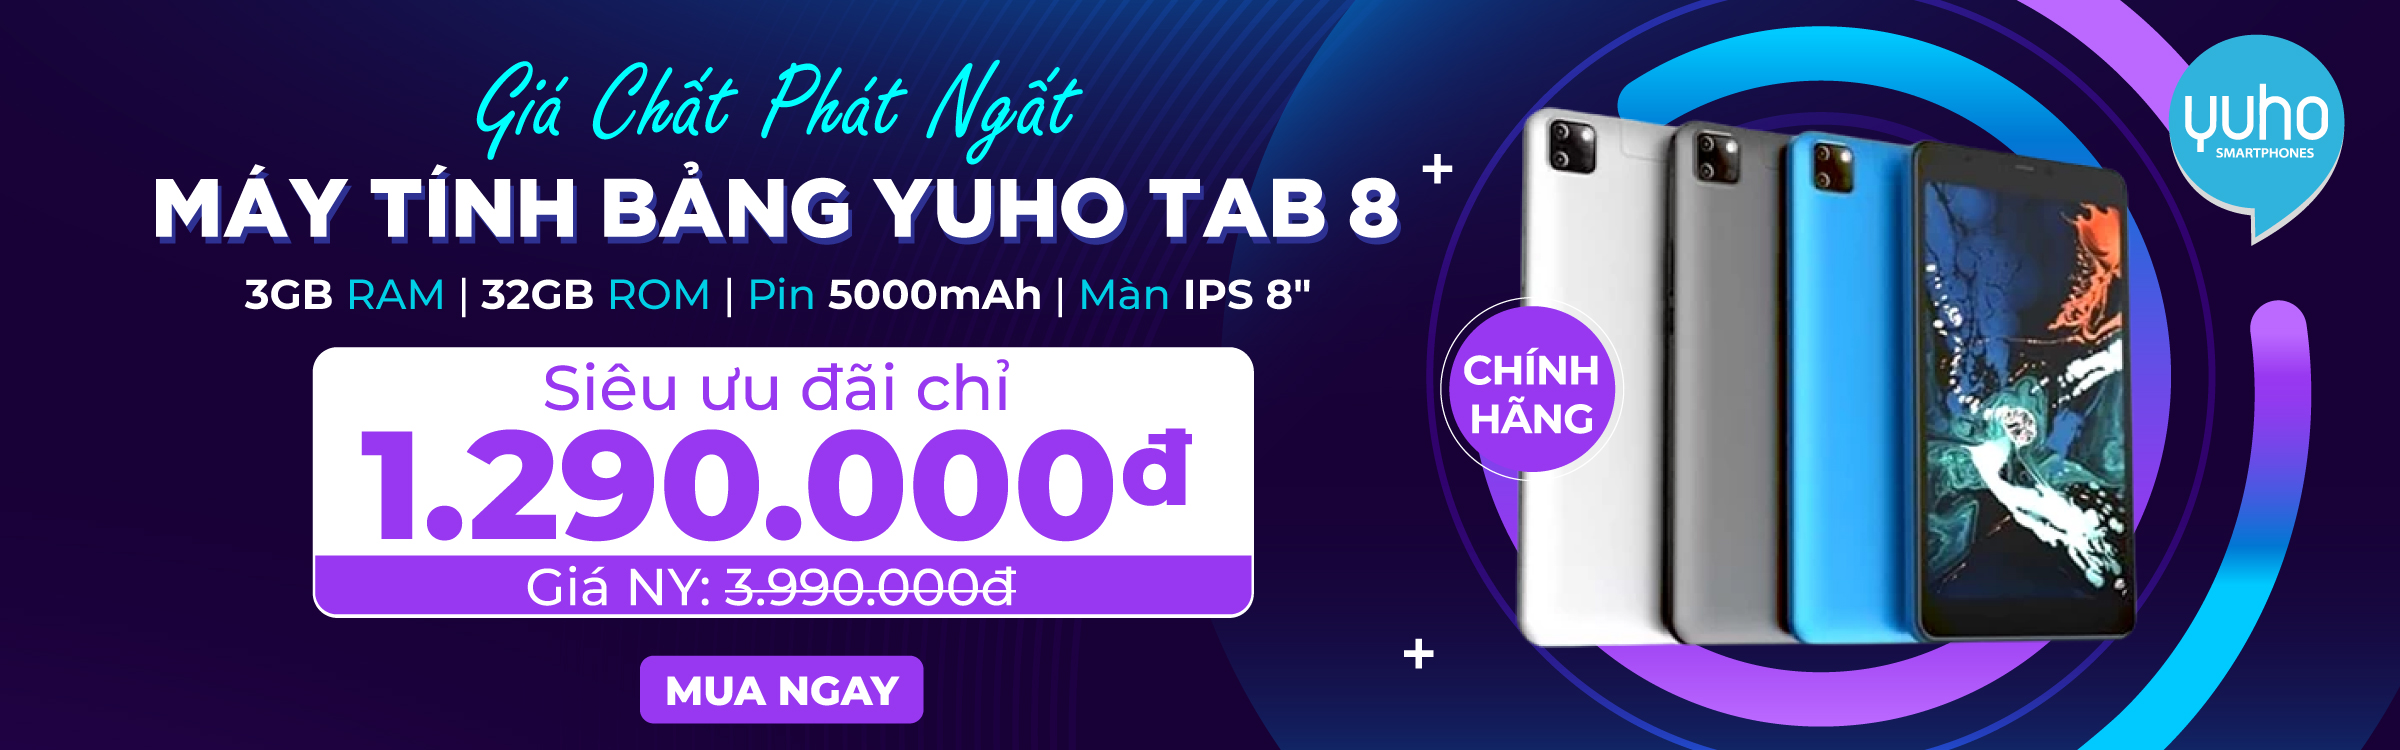 Giá Chất Phát Ngất
MÁY TÍNH BẢNG YUHO TAB 8
3GB RAM | 32GB ROM | Pin 5000mAh | Màn IPS 8"
Siêu ưu đãi chỉ
1.290.000đ
Giá NY: 3.990.000đ
MUA NGAY
CHÍNH
HÃNG
yuho
SMARTPHONES